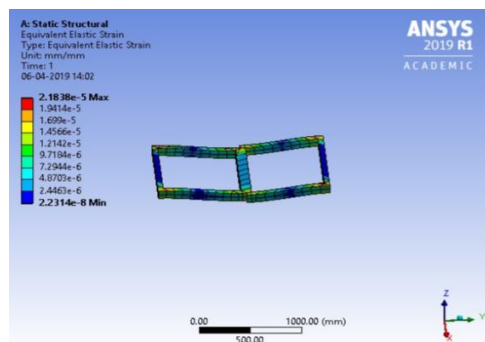 A: Static Structural
Equivalent Elastic Strain
Type: Equivalent Elastic Strain
Unit: mm/mm
Time: 1
06-04-2019 14:02
2.1838e-5 Max
1.9414e-5
1.699e-5
1.4566e-5
1.2142e-5
9.7184e-6
7.2944e-6
4.8703e-6
2.4463e-6
2.2314e-8 Min
ANSYS
2019 R1
ACADEMIC
0.00
1000.00 (mm)
500.00
Z
Y
X